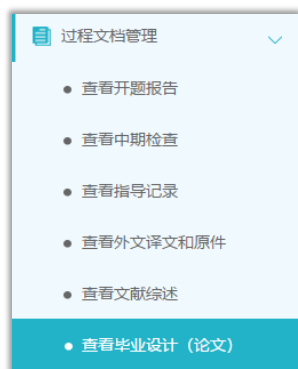 过程文档管理
查看开题报告
查看中期检查
查看指导记录
查看外文译文和原件
查看文献综述
查看毕业设计（论文）